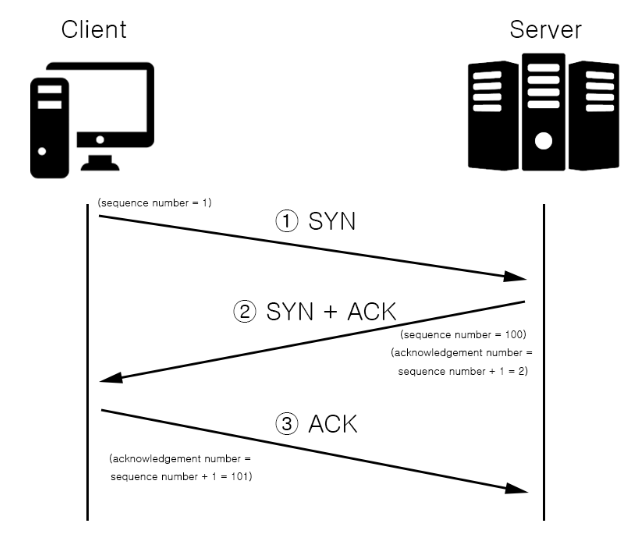 Client
Server
(sequence number = 1)
① SYN
② SYN + ACK
(sequence number = 100)
(acknowledgement number =
sequence number + 1 = 2)
③ ACK
(acknowledgement number =
sequence number + 1 = 101)